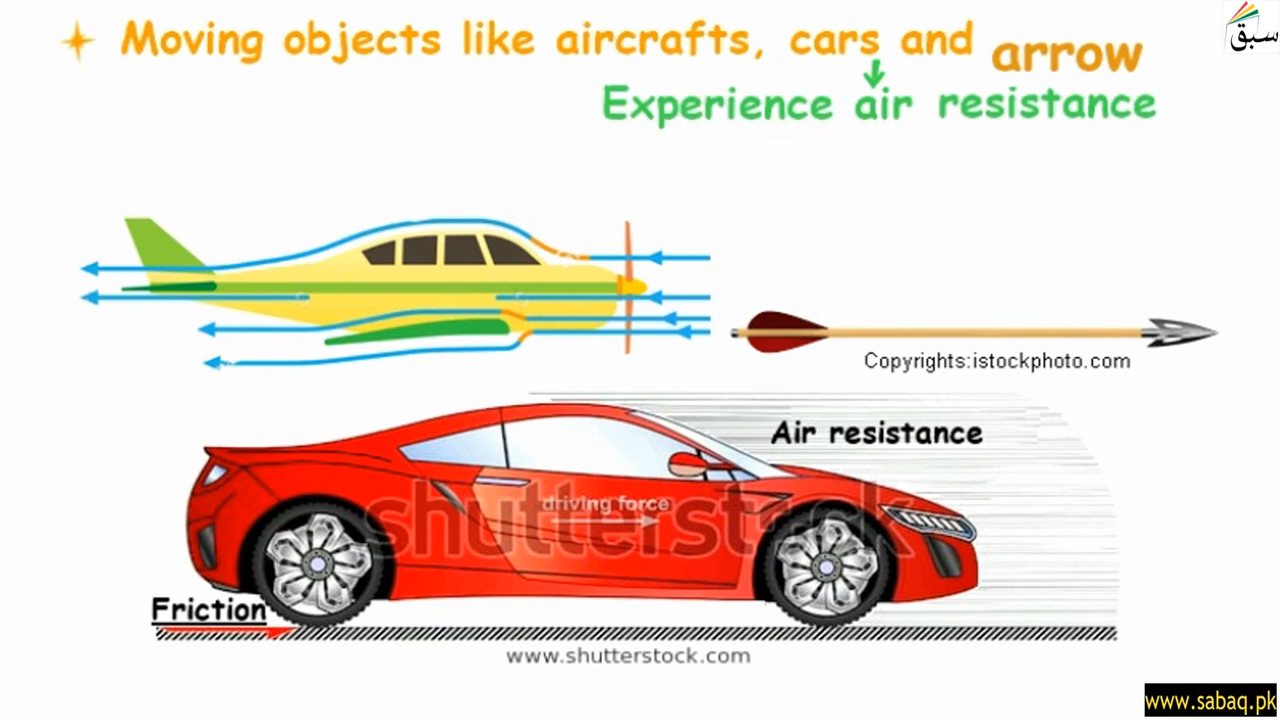 Moving objects like aircrafts, cars and arrow
سبق
Experience air resistance
Copyrights:istockphoto.com
Air resistance
driving force
shutterstock
Friction
www.shutterstock.com
www.sabaq.pk